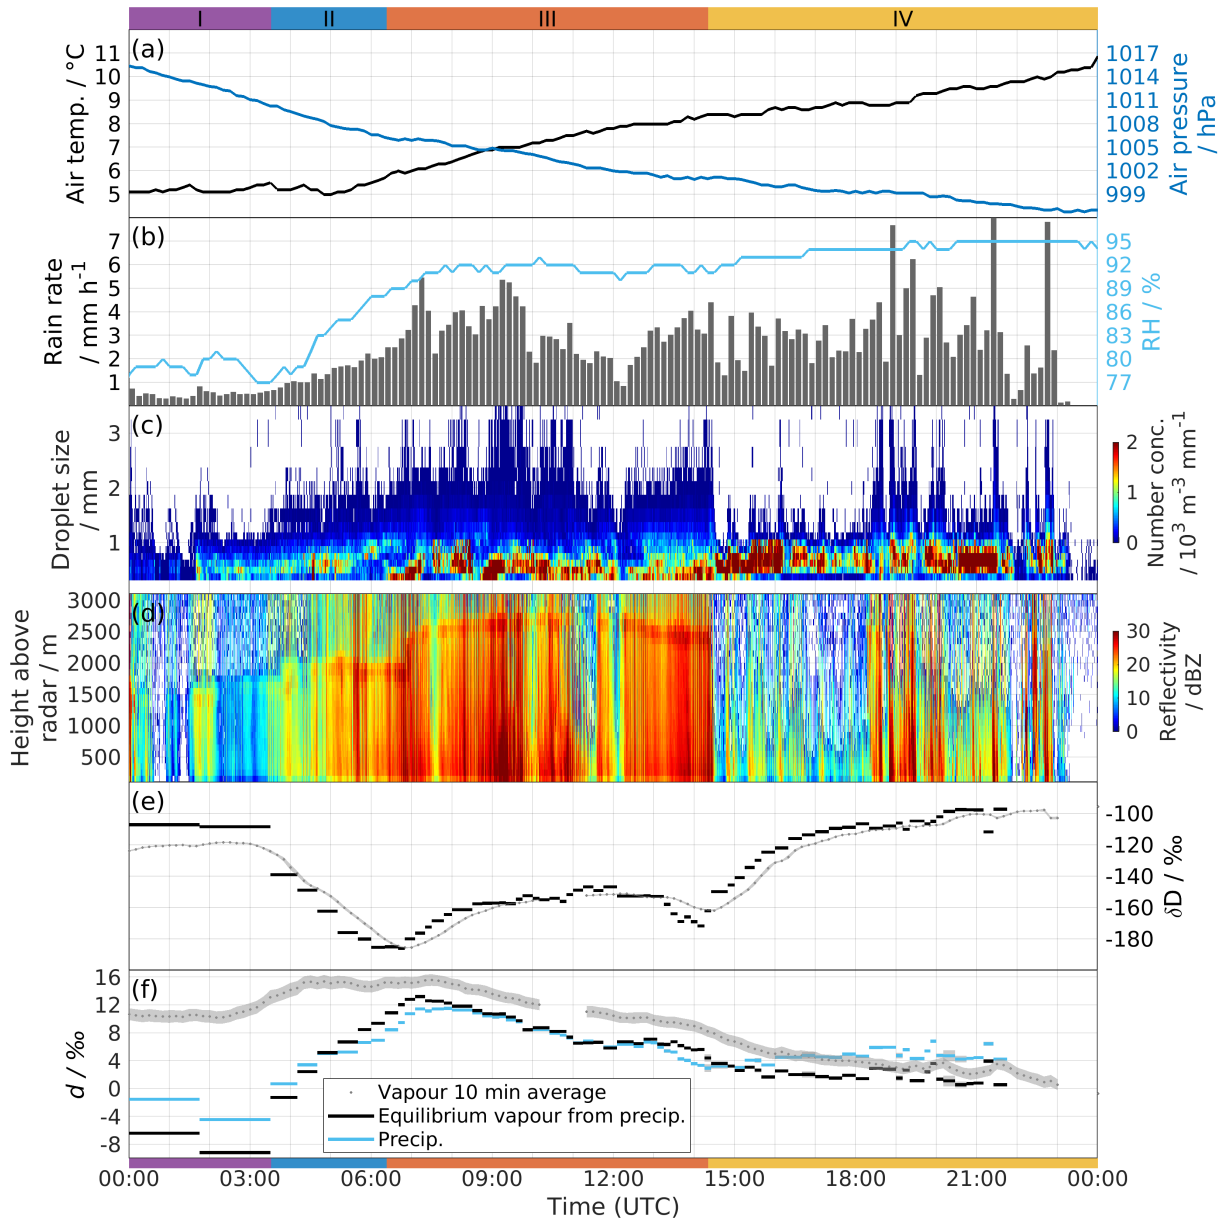 I II III IV
(a)
11
10
9
8
7
6
5
Air temp. / °C
1017
1014
1011
1008
1005
1002
999
Air pressure
/ hPa
(b)
7
6
5
4
3
2
1
Rain rate
/ mm h⁻¹
95
92
89
86
83
80
77
RH / %
(c)
3
2
1
Droplet size
/ mm
2
1
0
Number conc.
/ 10³ m⁻³ mm⁻¹
(d)
3000
2500
2000
1500
1000
500
Height above
radar / m
30
20
10
0
Reflectivity
/ dBZ
(e)
-100
-120
-140
-160
-180
δD / ‰
(f)
16
12
8
4
0
-4
-8
d / ‰
Vapour 10 min average
Equilibrium vapour from precip.
Precip.
00:00 03:00 06:00 09:00 12:00 15:00 18:00 21:00 00:00
Time (UTC)